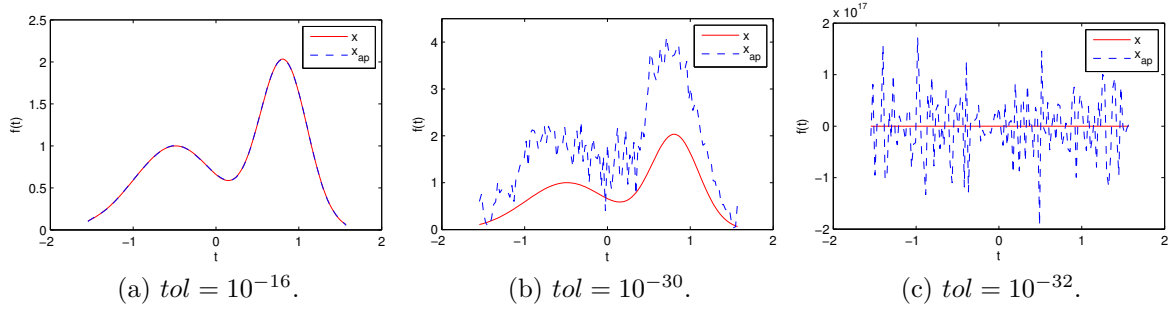 2.5
2
1.5
1
0.5
0
−2
−1
0
1
2
f(t)
t
x
x_ap
(a) tol = 10^{−16}.
4
3
2
1
0
−2
−1
0
1
2
f(t)
t
x
x_ap
(b) tol = 10^{−30}.
x 10^{17}
2
1
0
−1
−2
−2
−1
0
1
2
f(t)
t
x
x_ap
(c) tol = 10^{−32}.